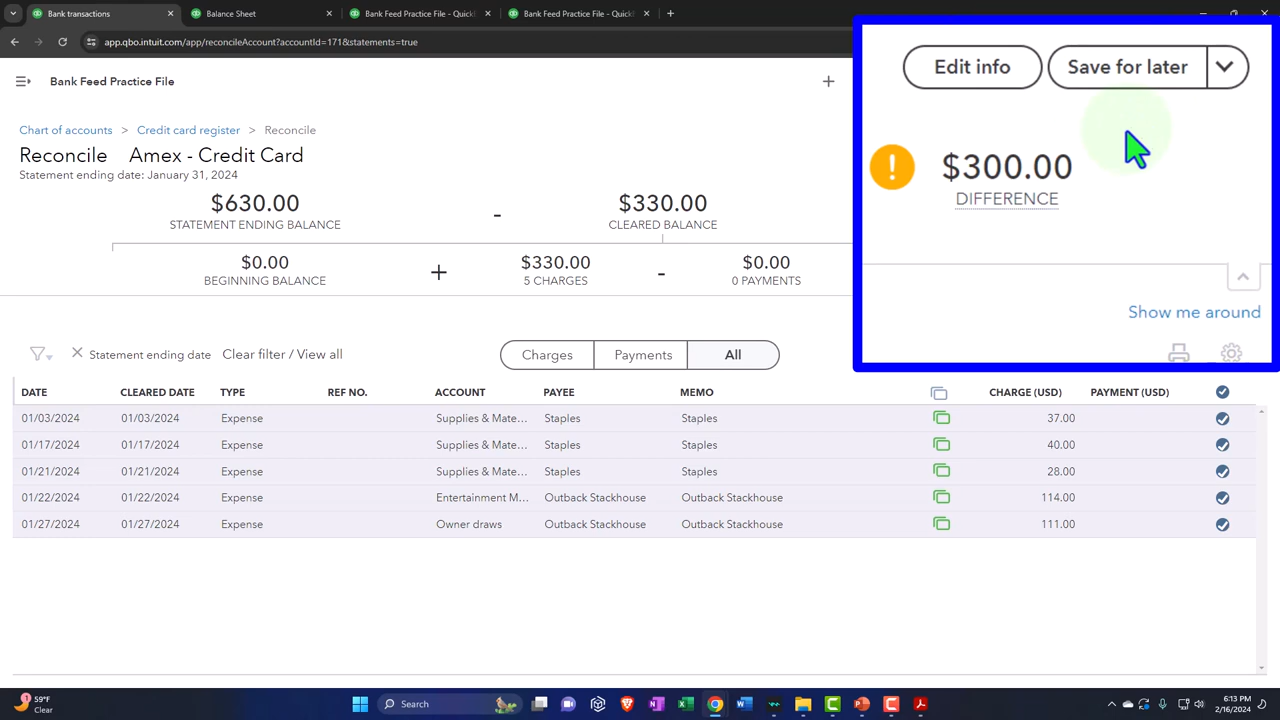 Bank transactions
Balance Sheet
Bank Feed Practice File - Quick
Bank Feed Practice File - Quick
app.qbo.intuit.com/app/reconcileAccount?accountId=171&statements=true
Bank Feed Practice File
Edit info
Save for later
Chart of accounts > Credit card register > Reconcile
Reconcile Amex - Credit Card
Statement ending date: January 31, 2024
$300.00
DIFFERENCE
$630.00
STATEMENT ENDING BALANCE
-
$330.00
CLEARED BALANCE
$0.00
BEGINNING BALANCE
+
$330.00
5 CHARGES
-
$0.00
0 PAYMENTS
Show me around
Statement ending date Clear filter / View all
Charges Payments All
DATE CLEARED DATE TYPE REF NO. ACCOUNT PAYEE MEMO CHARGE (USD) PAYMENT (USD)
01/03/2024 01/03/2024 Expense Supplies & Mate... Staples Staples 37.00
01/17/2024 01/17/2024 Expense Supplies & Mate... Staples Staples 40.00
01/21/2024 01/21/2024 Expense Supplies & Mate... Staples Staples 28.00
01/22/2024 01/22/2024 Expense Entertainment M... Outback Stackhouse Outback Stackhouse 114.00
01/27/2024 01/27/2024 Expense Owner draws Outback Stackhouse Outback Stackhouse 111.00
59°F
Clear
Search
6:13 PM
2/16/2024